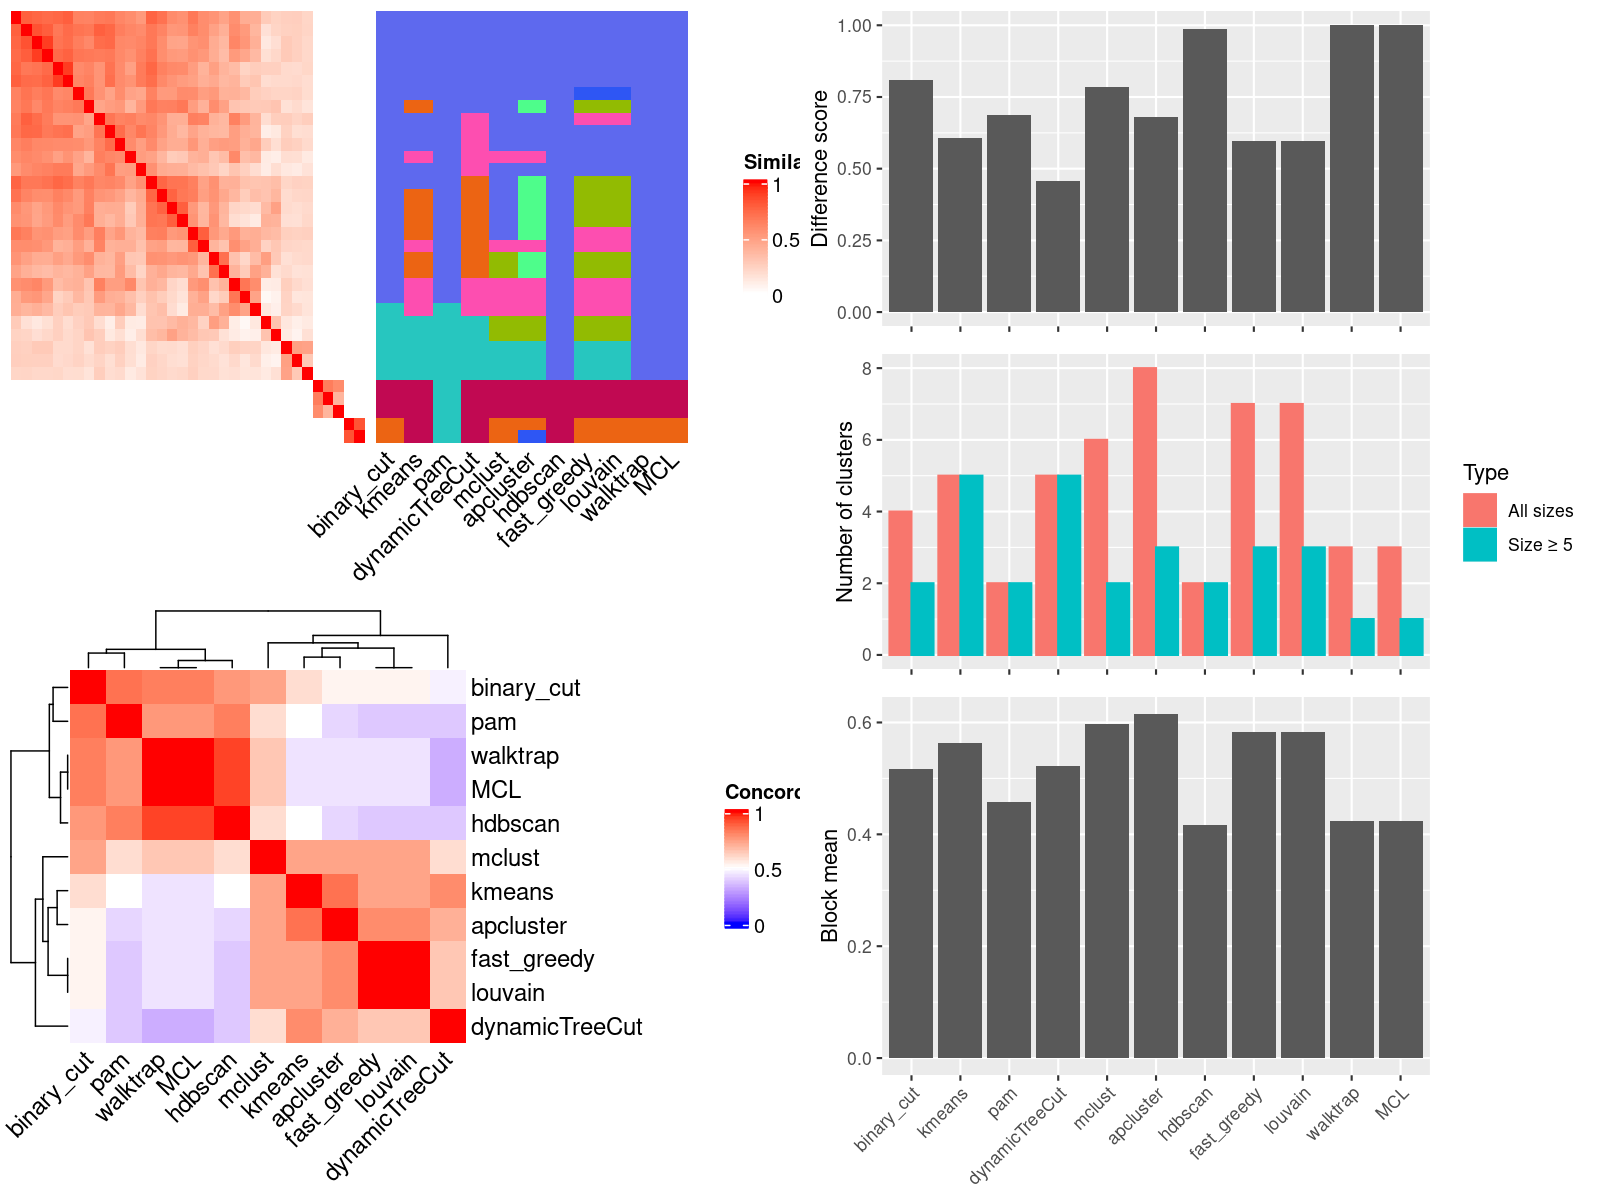 Simila
1
0.5
0
binary_cut
kmeans
pam
dynamicTreeCut
mclust
apcluster
hdbscan
fast_greedy
louvain
walktrap
MCL
binary_cut
pam
walktrap
MCL
hdbscan
mclust
kmeans
apcluster
fast_greedy
louvain
dynamicTreeCut
binary_cut
pam
walktrap
MCL
hdbscan
mclust
kmeans
apcluster
fast_greedy
louvain
dynamicTreeCut
Concord
1
0.5
0
Difference score
1.00
0.75
0.50
0.25
0.00
Number of clusters
8
6
4
2
0
Type
All sizes
Size ≥ 5
Block mean
0.6
0.4
0.2
0.0
binary_cut
kmeans
pam
dynamicTreeCut
mclust
apcluster
hdbscan
fast_greedy
louvain
walktrap
MCL